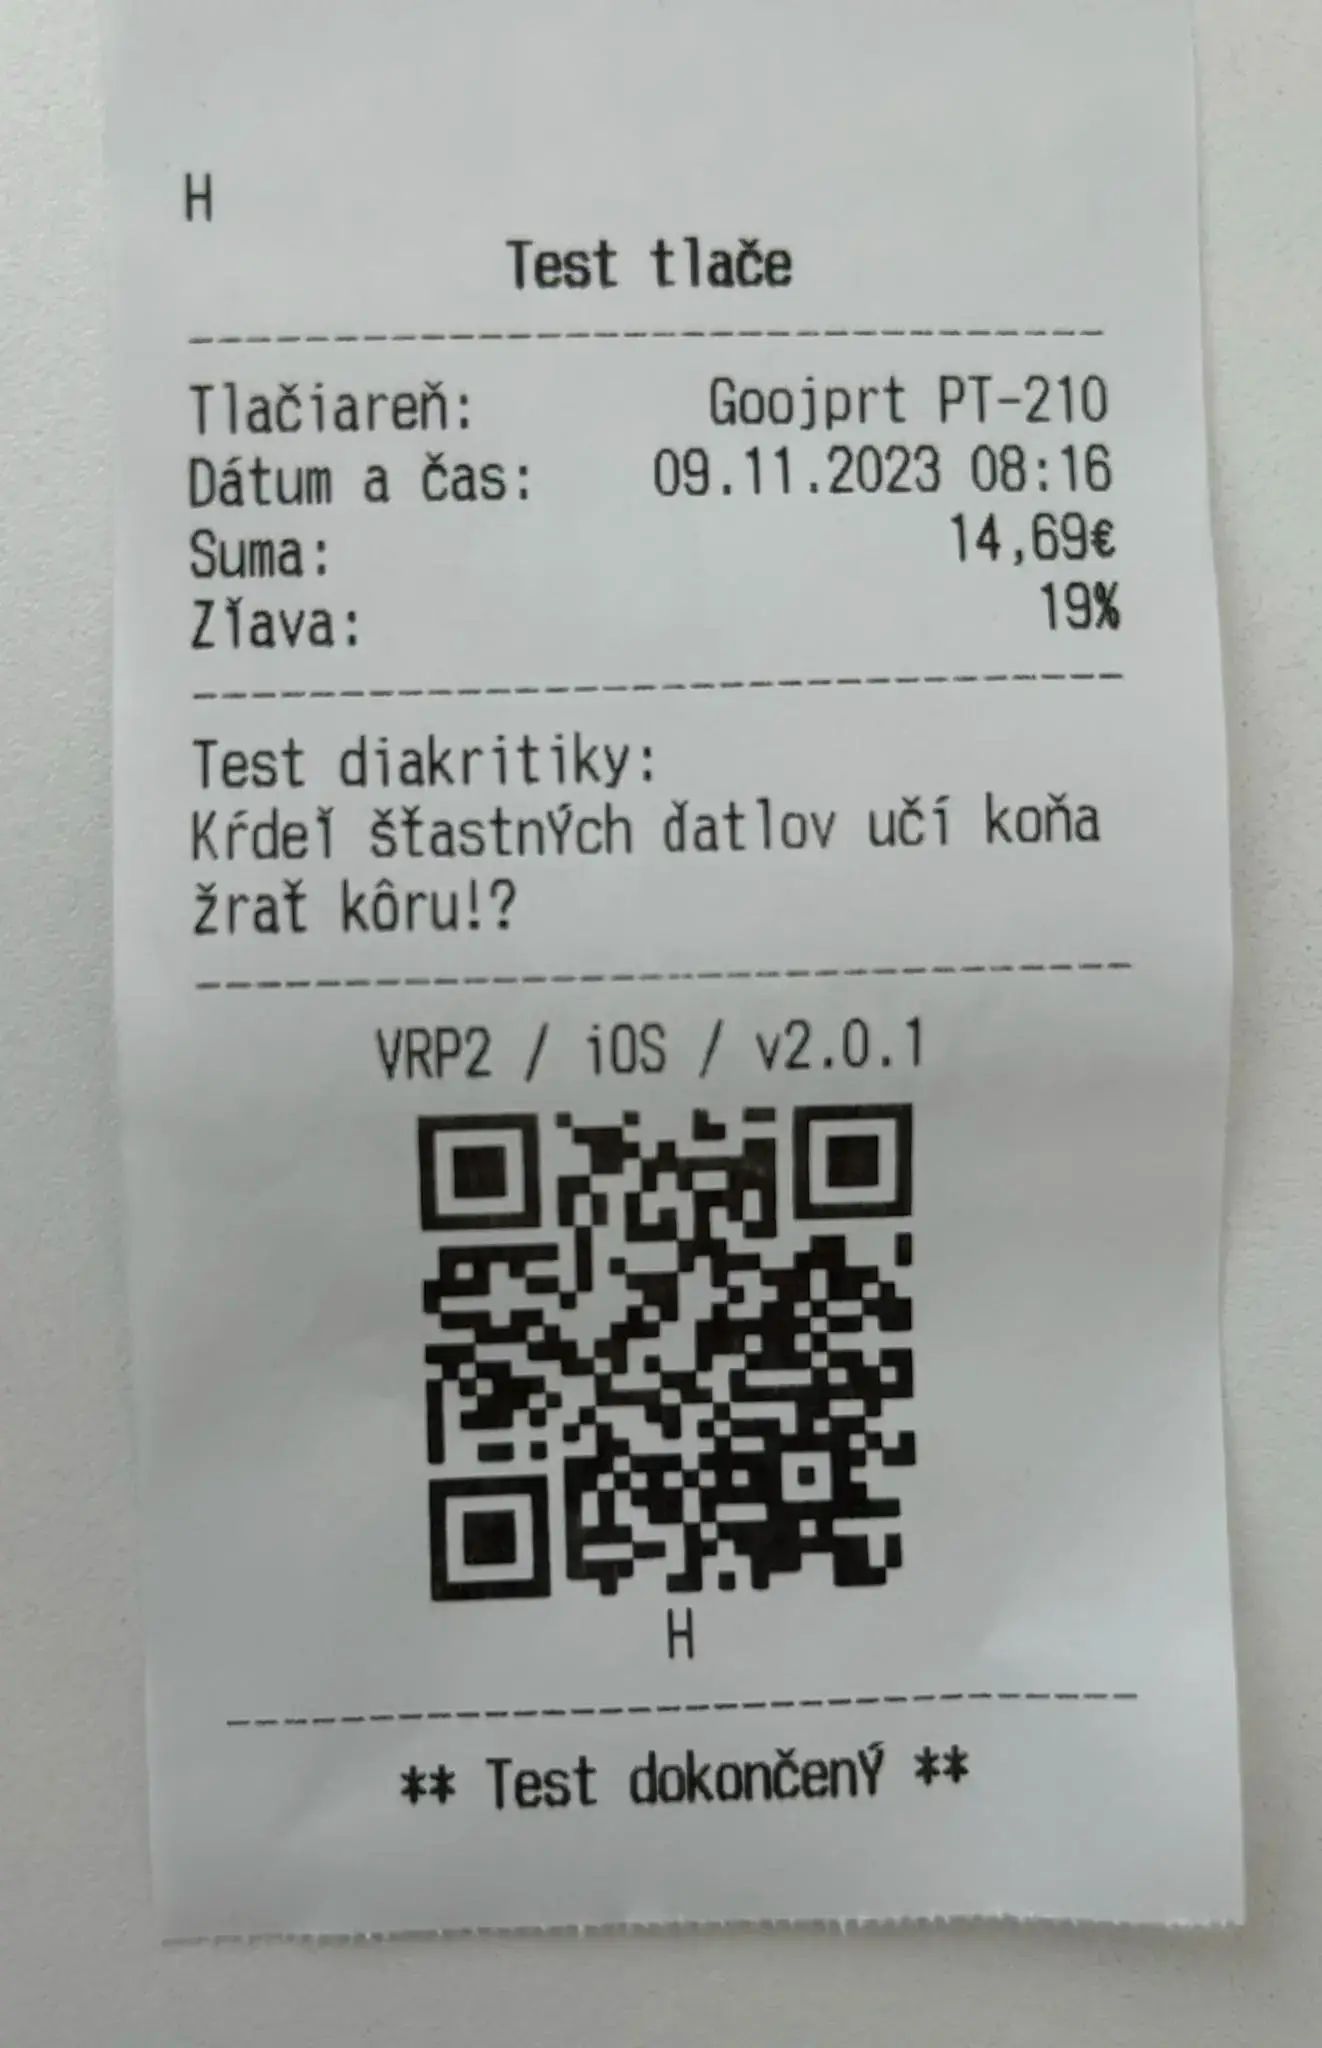 H
Test tlače
--------------------------------
Tlačiareň: Goojprt PT-210
Dátum a čas: 09.11.2023 08:16
Suma: 14,69€
Zľava: 19%
--------------------------------
Test diakritiky:
Kŕdeľ šťastnÝch ďatlov učí koňa
žrať kôru!?
--------------------------------
VRP2 / iOS / v2.0.1
H
--------------------------------
** Test dokončenÝ **